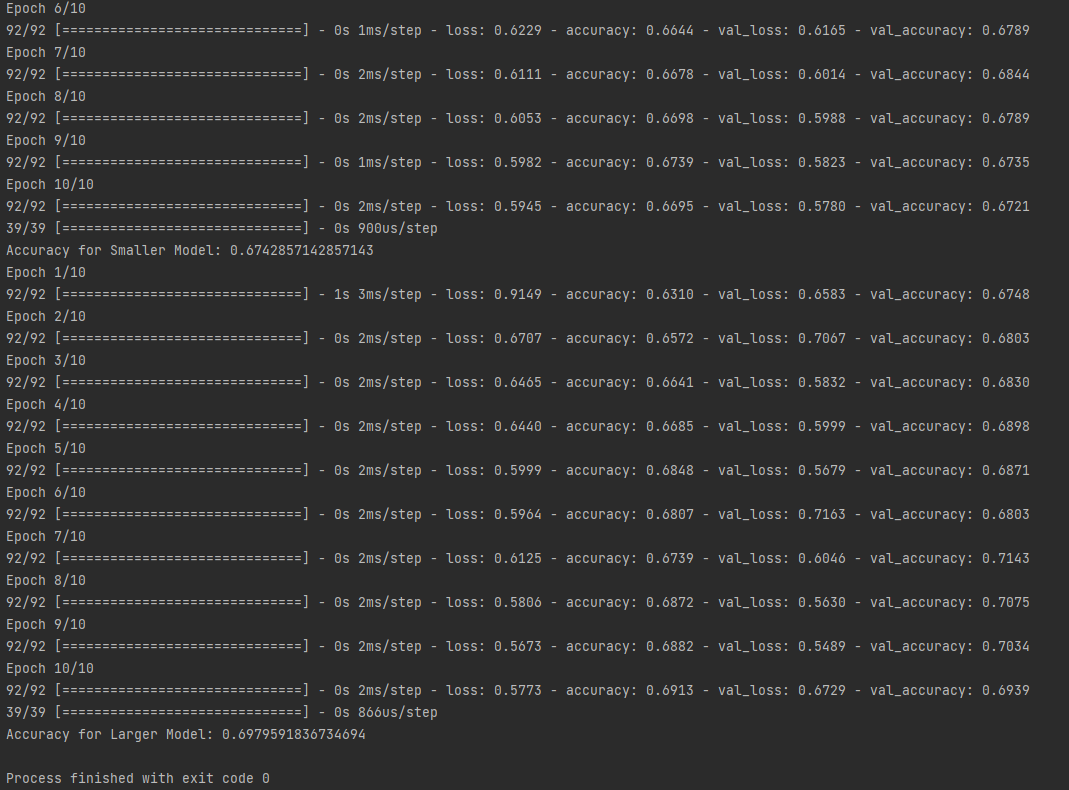 Epoch 6/10
92/92 [==============================] - 0s 1ms/step - loss: 0.6229 - accuracy: 0.6644 - val_loss: 0.6165 - val_accuracy: 0.6789
Epoch 7/10
92/92 [==============================] - 0s 2ms/step - loss: 0.6111 - accuracy: 0.6678 - val_loss: 0.6014 - val_accuracy: 0.6844
Epoch 8/10
92/92 [==============================] - 0s 2ms/step - loss: 0.6053 - accuracy: 0.6698 - val_loss: 0.5988 - val_accuracy: 0.6789
Epoch 9/10
92/92 [==============================] - 0s 1ms/step - loss: 0.5982 - accuracy: 0.6739 - val_loss: 0.5823 - val_accuracy: 0.6735
Epoch 10/10
92/92 [==============================] - 0s 2ms/step - loss: 0.5945 - accuracy: 0.6695 - val_loss: 0.5780 - val_accuracy: 0.6721
39/39 [==============================] - 0s 900us/step
Accuracy for Smaller Model: 0.6742857142857143
Epoch 1/10
92/92 [==============================] - 1s 3ms/step - loss: 0.9149 - accuracy: 0.6310 - val_loss: 0.6583 - val_accuracy: 0.6748
Epoch 2/10
92/92 [==============================] - 0s 2ms/step - loss: 0.6707 - accuracy: 0.6572 - val_loss: 0.7067 - val_accuracy: 0.6803
Epoch 3/10
92/92 [==============================] - 0s 2ms/step - loss: 0.6465 - accuracy: 0.6641 - val_loss: 0.5832 - val_accuracy: 0.6830
Epoch 4/10
92/92 [==============================] - 0s 2ms/step - loss: 0.6440 - accuracy: 0.6685 - val_loss: 0.5999 - val_accuracy: 0.6898
Epoch 5/10
92/92 [==============================] - 0s 2ms/step - loss: 0.5999 - accuracy: 0.6848 - val_loss: 0.5679 - val_accuracy: 0.6871
Epoch 6/10
92/92 [==============================] - 0s 2ms/step - loss: 0.5964 - accuracy: 0.6807 - val_loss: 0.7163 - val_accuracy: 0.6803
Epoch 7/10
92/92 [==============================] - 0s 2ms/step - loss: 0.6125 - accuracy: 0.6739 - val_loss: 0.6046 - val_accuracy: 0.7143
Epoch 8/10
92/92 [==============================] - 0s 2ms/step - loss: 0.5806 - accuracy: 0.6872 - val_loss: 0.5630 - val_accuracy: 0.7075
Epoch 9/10
92/92 [==============================] - 0s 2ms/step - loss: 0.5673 - accuracy: 0.6882 - val_loss: 0.5489 - val_accuracy: 0.7034
Epoch 10/10
92/92 [==============================] - 0s 2ms/step - loss: 0.5773 - accuracy: 0.6913 - val_loss: 0.6729 - val_accuracy: 0.6939
39/39 [==============================] - 0s 866us/step
Accuracy for Larger Model: 0.6979591836734694
Process finished with exit code 0